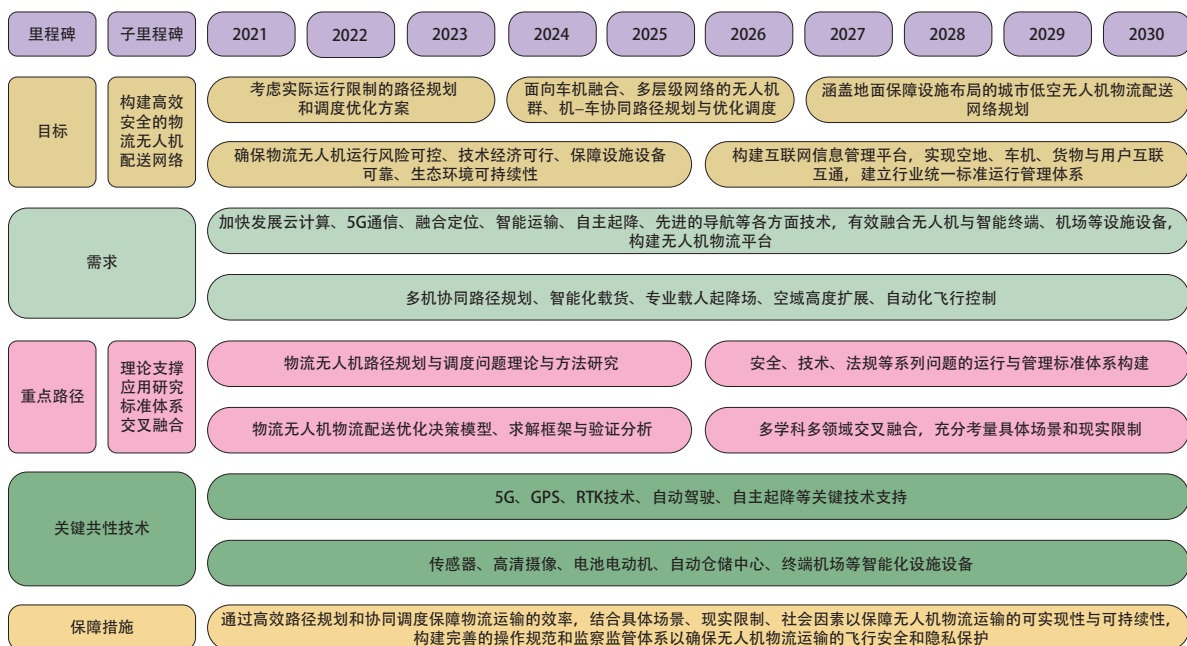 里程碑
子里程碑
2021
2022
2023
2024
2025
2026
2027
2028
2029
2030
目标
构建高效
安全的物
流无人机
配送网络
考虑实际运行限制的路径规划
和调度优化方案
面向车机融合、多层级网络的无人机
群、机–车协同路径规划与优化调度
涵盖地面保障设施布局的城市低空无人机物流配送
网络规划
确保物流无人机运行风险可控、技术经济可行、保障设施设备
可靠、生态环境可持续性
构建互联网信息管理平台，实现空地、车机、货物与用户互联
互通，建立行业统一标准运行管理体系
需求
加快发展云计算、5G通信、融合定位、智能运输、自主起降、先进的导航等各方面技术，有效融合无人机与智能终端、机场等设施设备，
构建无人机物流平台
多机协同路径规划、智能化载货、专业载人起降场、空域高度扩展、自动化飞行控制
重点路径
理论支撑
应用研究
标准体系
交叉融合
物流无人机路径规划与调度问题理论与方法研究
安全、技术、法规等系列问题的运行与管理标准体系构建
物流无人机物流配送优化决策模型、求解框架与验证分析
多学科多领域交叉融合，充分考量具体场景和现实限制
关键共性技术
5G、GPS、RTK技术、自动驾驶、自主起降等关键技术支持
传感器、高清摄像、电池电动机、自动仓储中心、终端机场等智能化设施设备
保障措施
通过高效路径规划和协同调度保障物流运输的效率，结合具体场景、现实限制、社会因素以保障无人机物流运输的可实现性与可持续性，
构建完善的操作规范和监察监管体系以确保无人机物流运输的飞行安全和隐私保护